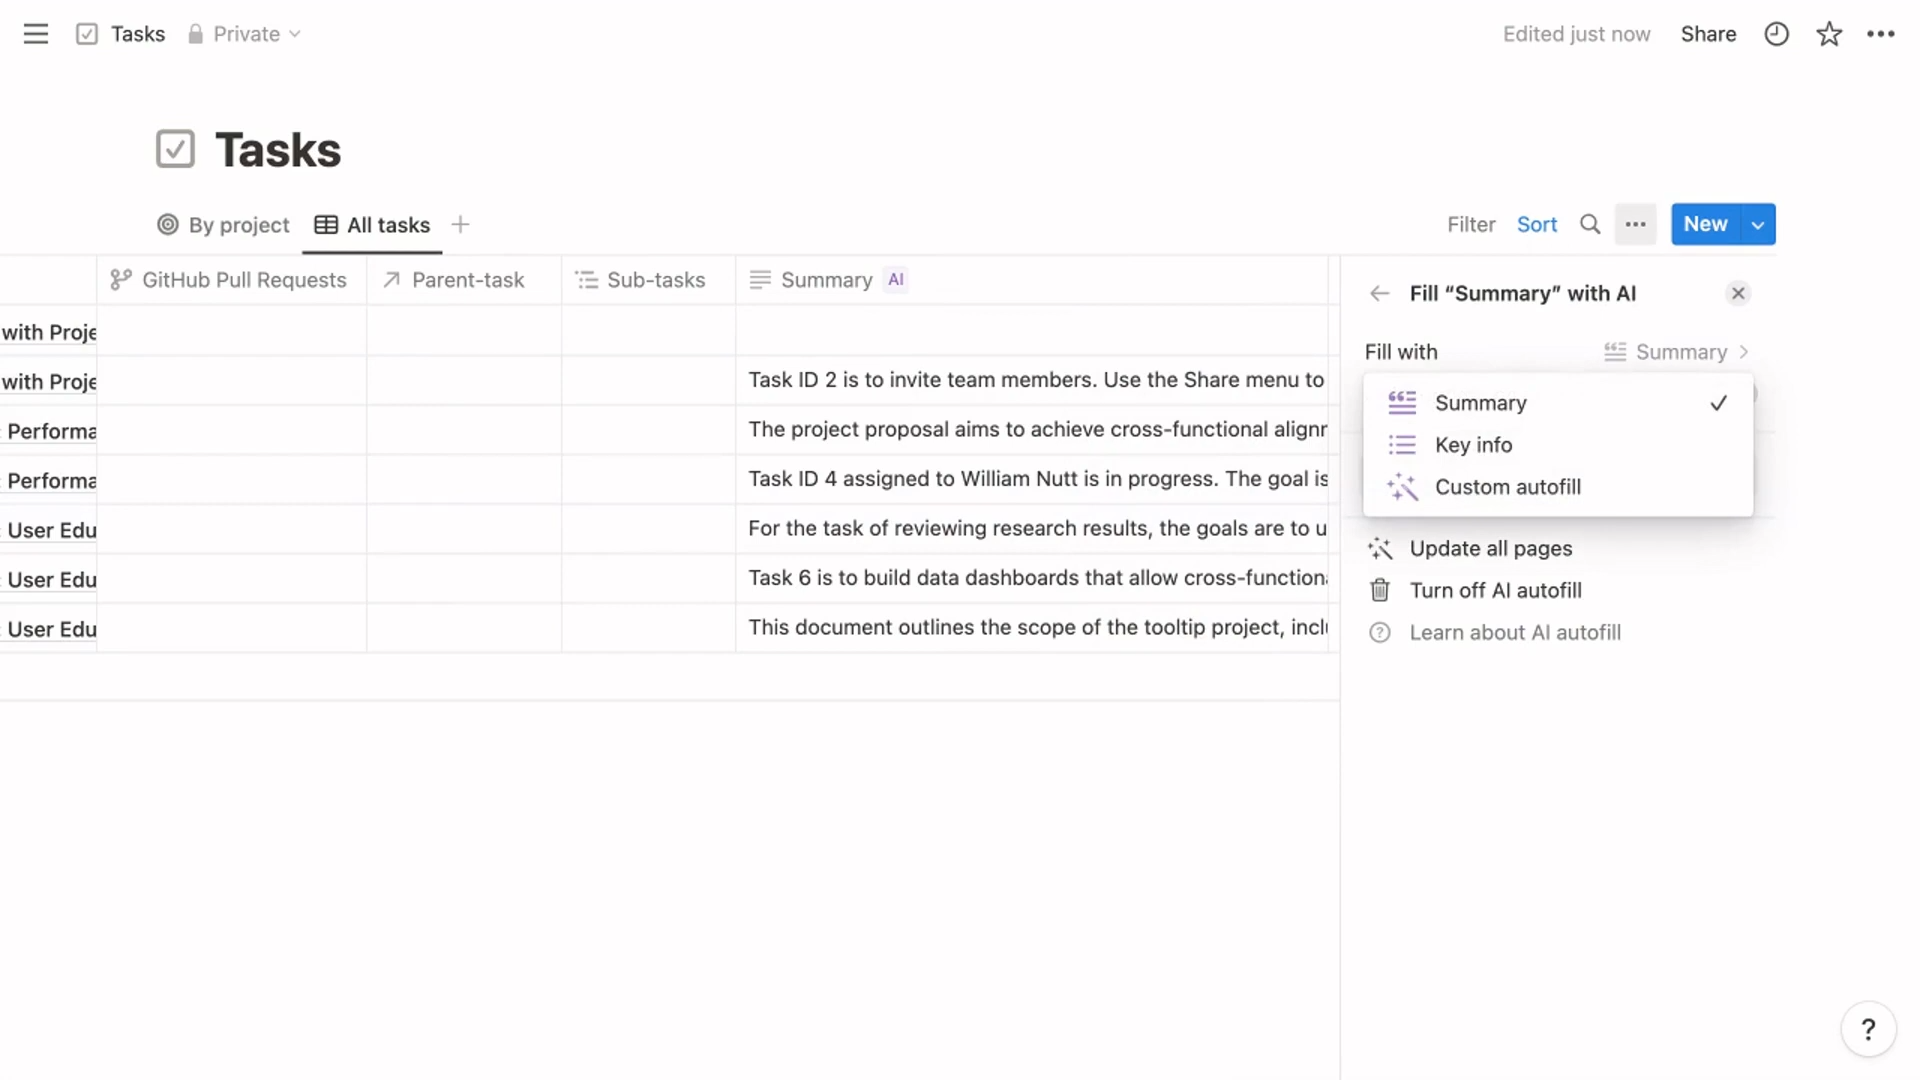 Tasks Private
Edited just now Share
Tasks
By project All tasks
Filter Sort New
GitHub Pull Requests Parent-task Sub-tasks Summary AI
with Proje
with Proje Task ID 2 is to invite team members. Use the Share menu to
: Performa The project proposal aims to achieve cross-functional alignr
: Performa Task ID 4 assigned to William Nutt is in progress. The goal is
: User Edu For the task of reviewing research results, the goals are to u
: User Edu Task 6 is to build data dashboards that allow cross-function
: User Edu This document outlines the scope of the tooltip project, incl
Fill “Summary” with AI
Fill with Summary
Summary
Key info
Custom autofill
Update all pages
Turn off AI autofill
? Learn about AI autofill
?